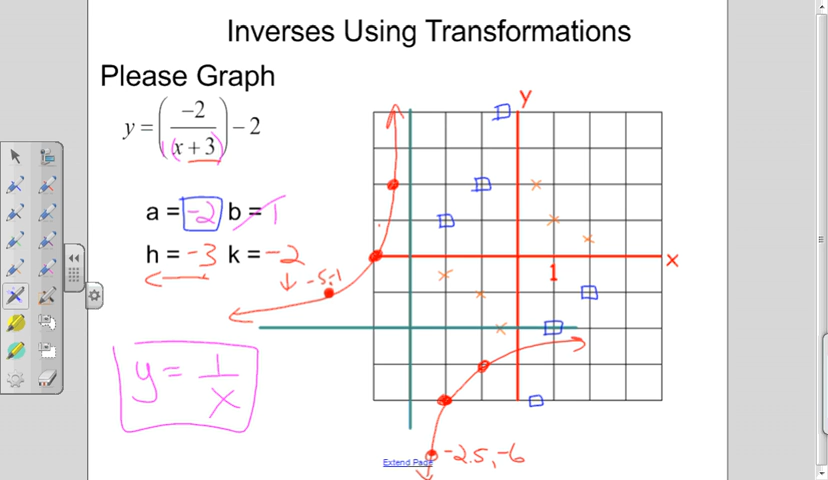 Inverses Using Transformations
Please Graph
y = (-2 / (1(x + 3))) - 2
a = -2 b = 1
h = -3 k = -2
-5,-1
y = 1/x
y
x
1
-2.5, -6
Extend Page